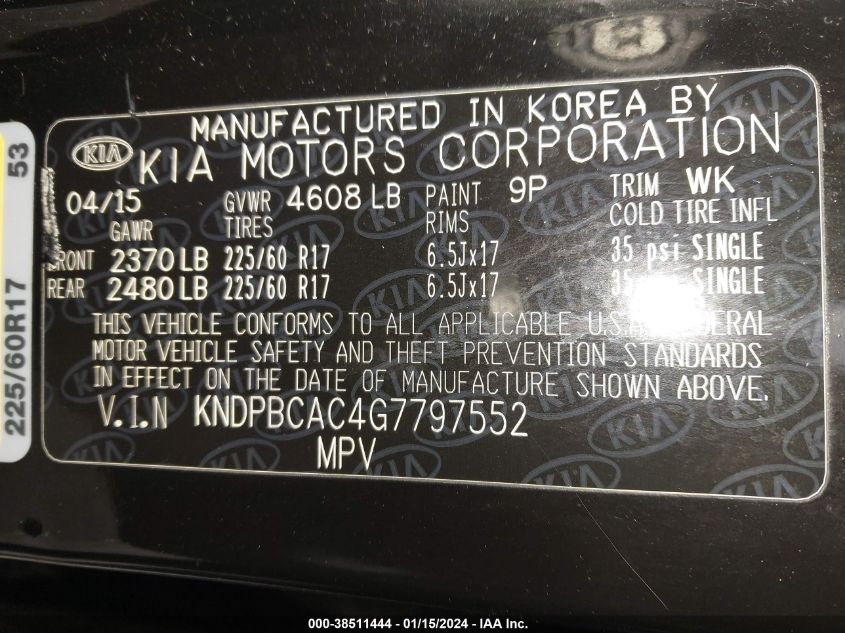 MANUFACTURED IN KOREA BY
KIA KIA MOTORS CORPORATION
04/15 GVWR 4608 LB PAINT 9P TRIM WK
GAWR TIRES RIMS COLD TIRE INFL
FRONT 2370 LB 225/60 R17 6.5Jx17 35 psi SINGLE
REAR 2480 LB 225/60 R17 6.5Jx17 SINGLE
THIS VEHICLE CONFORMS TO ALL APPLICABLE U.S.A. FEDERAL
MOTOR VEHICLE SAFETY AND THEFT PREVENTION STANDARDS
IN EFFECT ON THE DATE OF MANUFACTURE SHOWN ABOVE.
V.I.N KNDPBCAC4G7797552
MPV
53
225/60R17
000-38511444 - 01/15/2024 - IAA Inc.